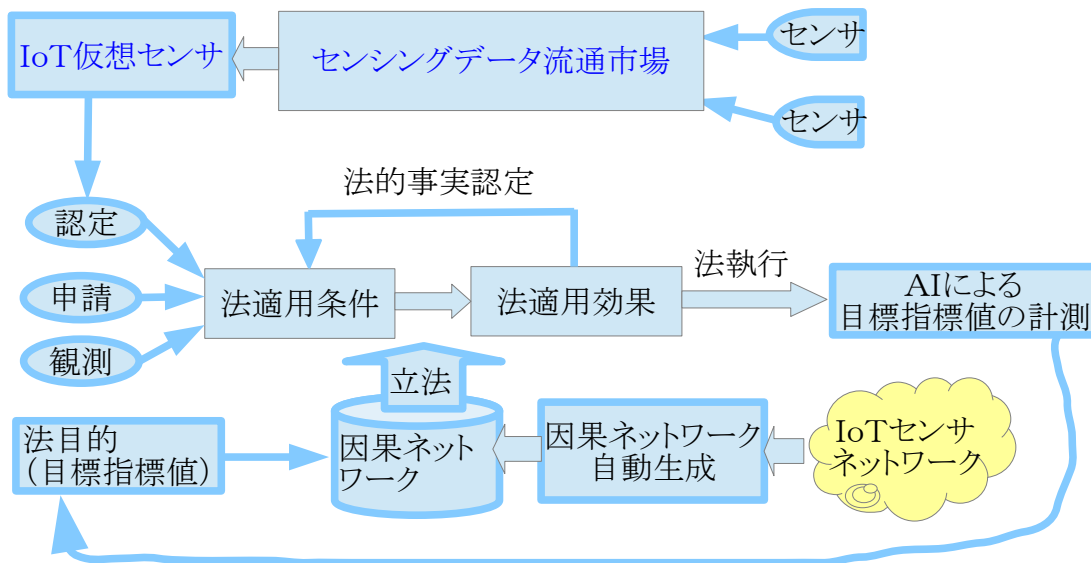 IoT仮想センサ
センシングデータ流通市場
センサ
センサ
法的事実認定
認定
申請
観測
法適用条件
法適用効果
法執行
AIによる
目標指標値の計測
立法
法目的
(目標指標値)
因果ネット
ワーク
因果ネットワーク
自動生成
IoTセンサ
ネットワーク